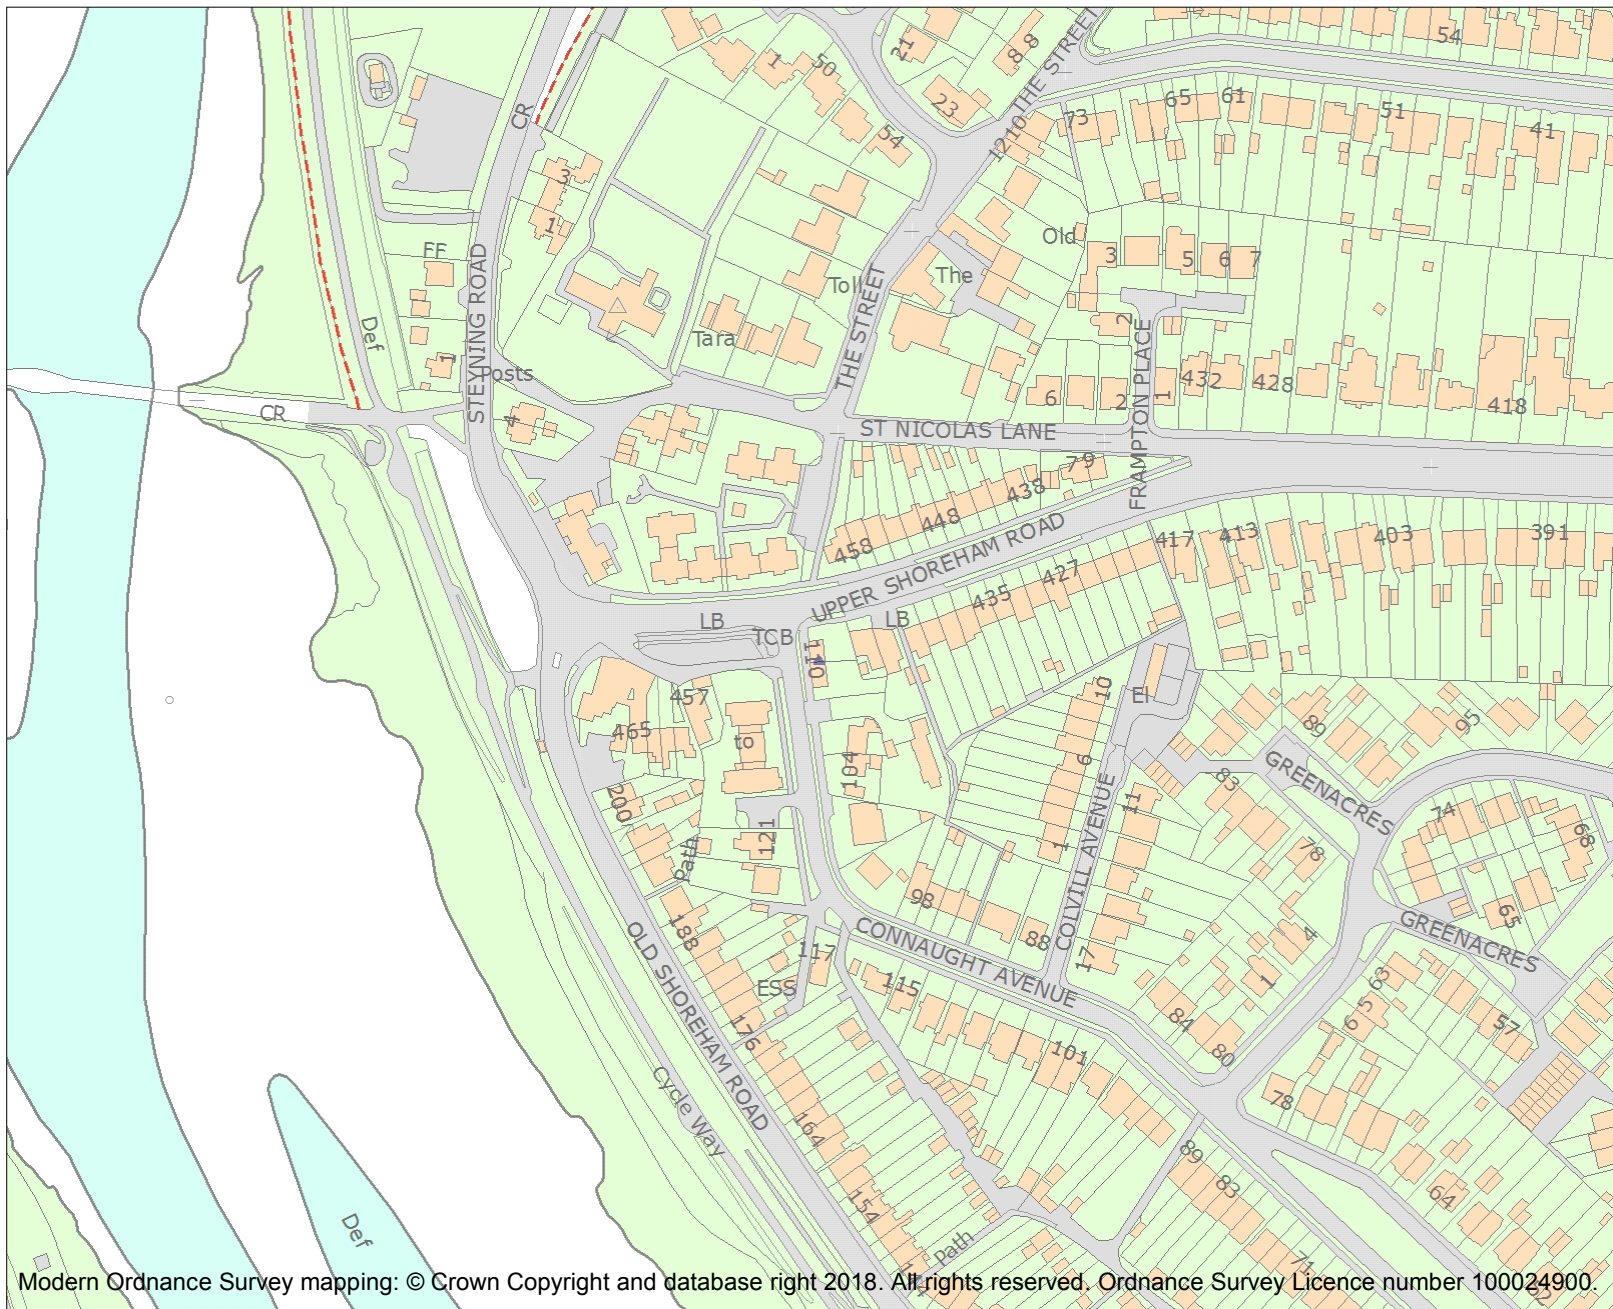 54
1
50
21
8 8
CR
23
THE STREET
73
65
61
51
41
54
1210
3
1
FF
Old
3
5
6
7
The
Toll
STEYNING ROAD
THE STREET
Def
Tara
2
1
Posts
FRAMPTON PLACE
432
428
6
2
1
418
CR
4
ST NICOLAS LANE
79
438
448
458
UPPER SHOREHAM ROAD
417
413
403
391
427
435
LB
LB
TCB
110
457
465
to
10
El
89
95
104
6
GREENACRES
83
200
11
74
68
121
Path
1
78
COLVILL AVENUE
98
88
65
188
OLD SHOREHAM ROAD
CONNAUGHT AVENUE
GREENACRES
4
117
17
ESS
115
1
63
5
6
57
84
80
176
101
78
Cycle Way
164
89
83
64
154
Def
Path
71
62
Modern Ordnance Survey mapping: © Crown Copyright and database right 2018. All rights reserved. Ordnance Survey Licence number 100024900.